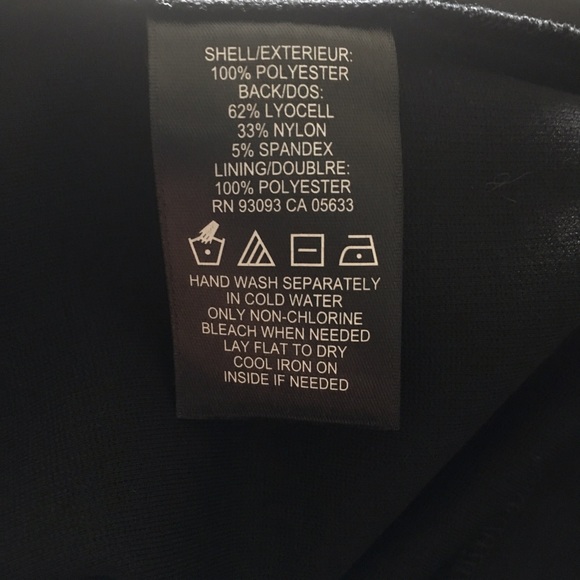 SHELL/EXTERIEUR:
100% POLYESTER
BACK/DOS:
62% LYOCELL
33% NYLON
5% SPANDEX
LINING/DOUBLRE:
100% POLYESTER
RN 93093 CA 05633
HAND WASH SEPARATELY
IN COLD WATER
ONLY NON-CHLORINE
BLEACH WHEN NEEDED
LAY FLAT TO DRY
COOL IRON ON
INSIDE IF NEEDED